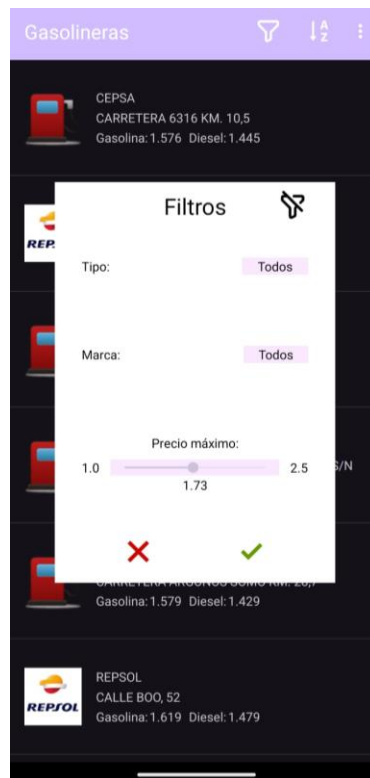 Gasolineras
A
Z
CEPSA
CARRETERA 6316 KM. 10,5
Gasolina: 1.576 Diesel: 1.445
Filtros
REP
Tipo: Todos
Marca: Todos
Precio máximo:
1.0 2.5 S/N
1.73
Gasolina: 1.579 Diesel: 1.429
REPSOL
REPSOL
CALLE BOO, 52
Gasolina: 1.619 Diesel: 1.479